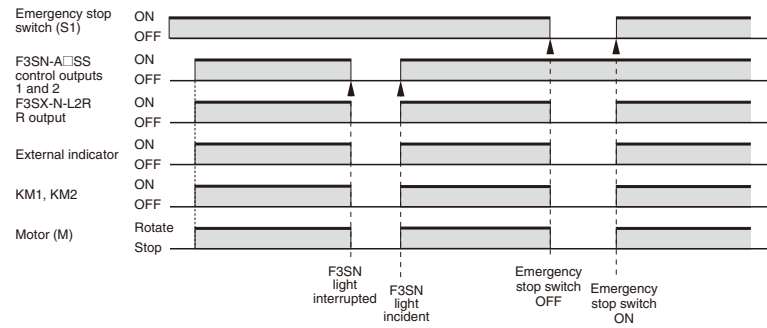 Emergency stop
switch (S1)
ON
OFF
F3SN-A□SS
control outputs
1 and 2
ON
OFF
F3SX-N-L2R
R output
ON
OFF
External indicator
ON
OFF
KM1, KM2
ON
OFF
Motor (M)
Rotate
Stop
F3SN
light
interrupted
F3SN
light
incident
Emergency
stop switch
OFF
Emergency
stop switch
ON